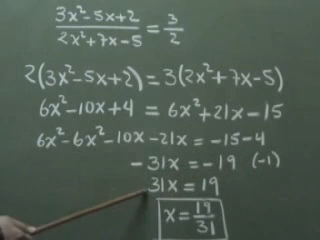 3x²-5x+2 / 2x²+7x-5 = 3/2
2(3x²-5x+2)=3(2x²+7x-5)
6x²-10x+4 = 6x²+21x-15
6x²-6x²-10x-21x=-15-4
-31x=-19 (-1)
31x=19
x=19/31